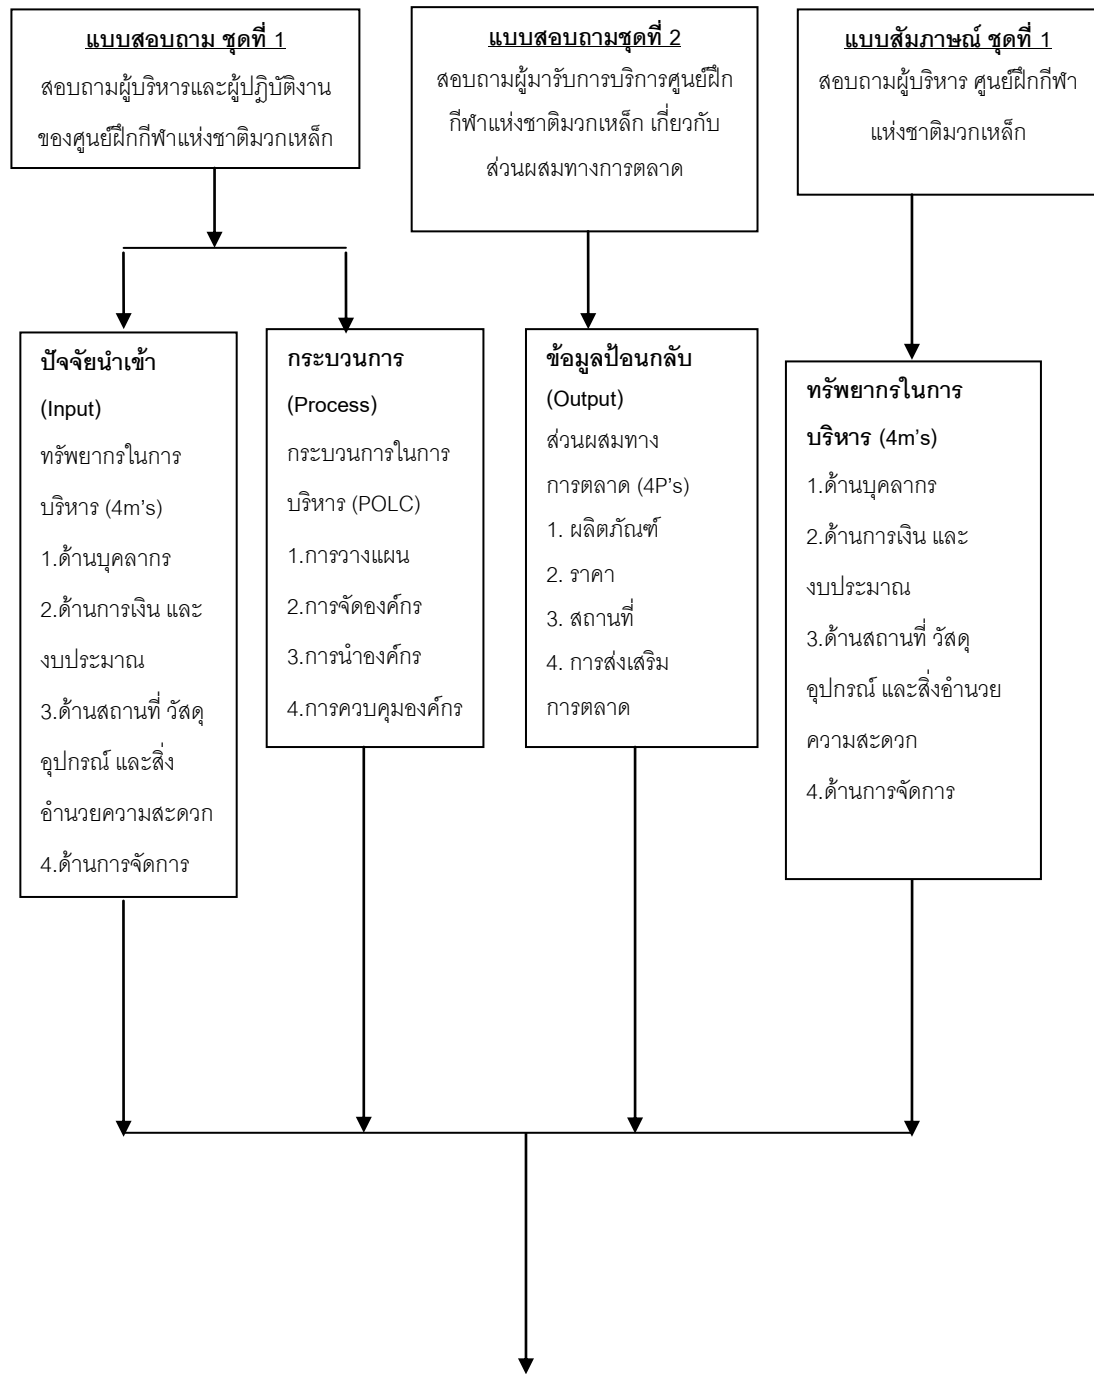 แบบสอบถาม ชุดที่ 1
สอบถามผู้บริหารและผู้ปฏิบัติงาน
ของศูนย์ฝึกกีฬาแห่งชาติมวกเหล็ก
แบบสอบถามชุดที่ 2
สอบถามผู้มารับการบริการศูนย์ฝึก
กีฬาแห่งชาติมวกเหล็ก เกี่ยวกับ
ส่วนผสมทางการตลาด
แบบสัมภาษณ์ ชุดที่ 1
สอบถามผู้บริหาร ศูนย์ฝึกกีฬา
แห่งชาติมวกเหล็ก
ปัจจัยนำเข้า
(Input)
ทรัพยากรในการ
บริหาร (4m's)
1.ด้านบุคลากร
2.ด้านการเงิน และ
งบประมาณ
3.ด้านสถานที่ วัสดุ
อุปกรณ์ และสิ่ง
อำนวยความสะดวก
4.ด้านการจัดการ
กระบวนการ
(Process)
กระบวนการในการ
บริหาร (POLC)
1.การวางแผน
2.การจัดองค์กร
3.การนำองค์กร
4.การควบคุมองค์กร
ข้อมูลป้อนกลับ
(Output)
ส่วนผสมทาง
การตลาด (4P's)
1. ผลิตภัณฑ์
2. ราคา
3. สถานที่
4. การส่งเสริม
การตลาด
ทรัพยากรในการ
บริหาร (4m's)
1.ด้านบุคลากร
2.ด้านการเงิน และ
งบประมาณ
3.ด้านสถานที่ วัสดุ
อุปกรณ์ และสิ่งอำนวย
ความสะดวก
4.ด้านการจัดการ